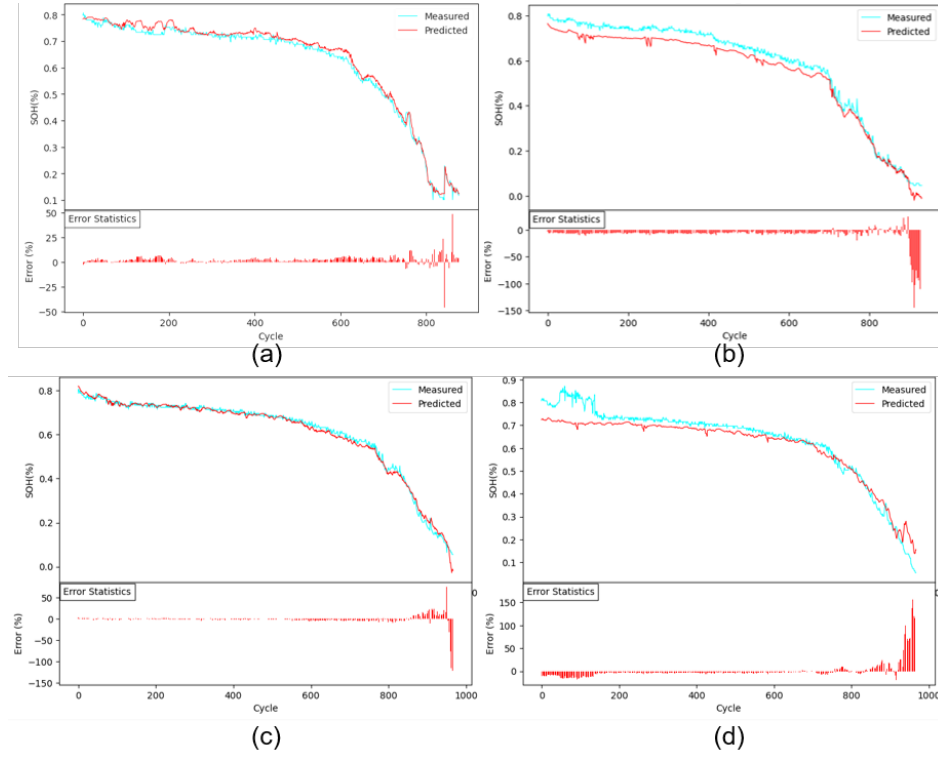 0.8
0.7
0.6
0.5
0.4
0.3
0.2
0.1
SOH(%)
Measured
Predicted
Error Statistics
50
25
0
−25
−50
Error (%)
0
200
400
600
800
Cycle
(a)
0.8
0.6
0.4
0.2
0.0
SOH(%)
Measured
Predicted
Error Statistics
0
−50
−100
−150
Error (%)
0
200
400
600
800
Cycle
(b)
0.8
0.6
0.4
0.2
0.0
SOH(%)
Measured
Predicted
0
Error Statistics
50
0
−50
−100
−150
Error (%)
0
200
400
600
800
1000
Cycle
(c)
0.9
0.8
0.7
0.6
0.5
0.4
0.3
0.2
0.1
SOH(%)
Measured
Predicted
0
Error Statistics
150
100
50
0
Error (%)
0
200
400
600
800
1000
Cycle
(d)